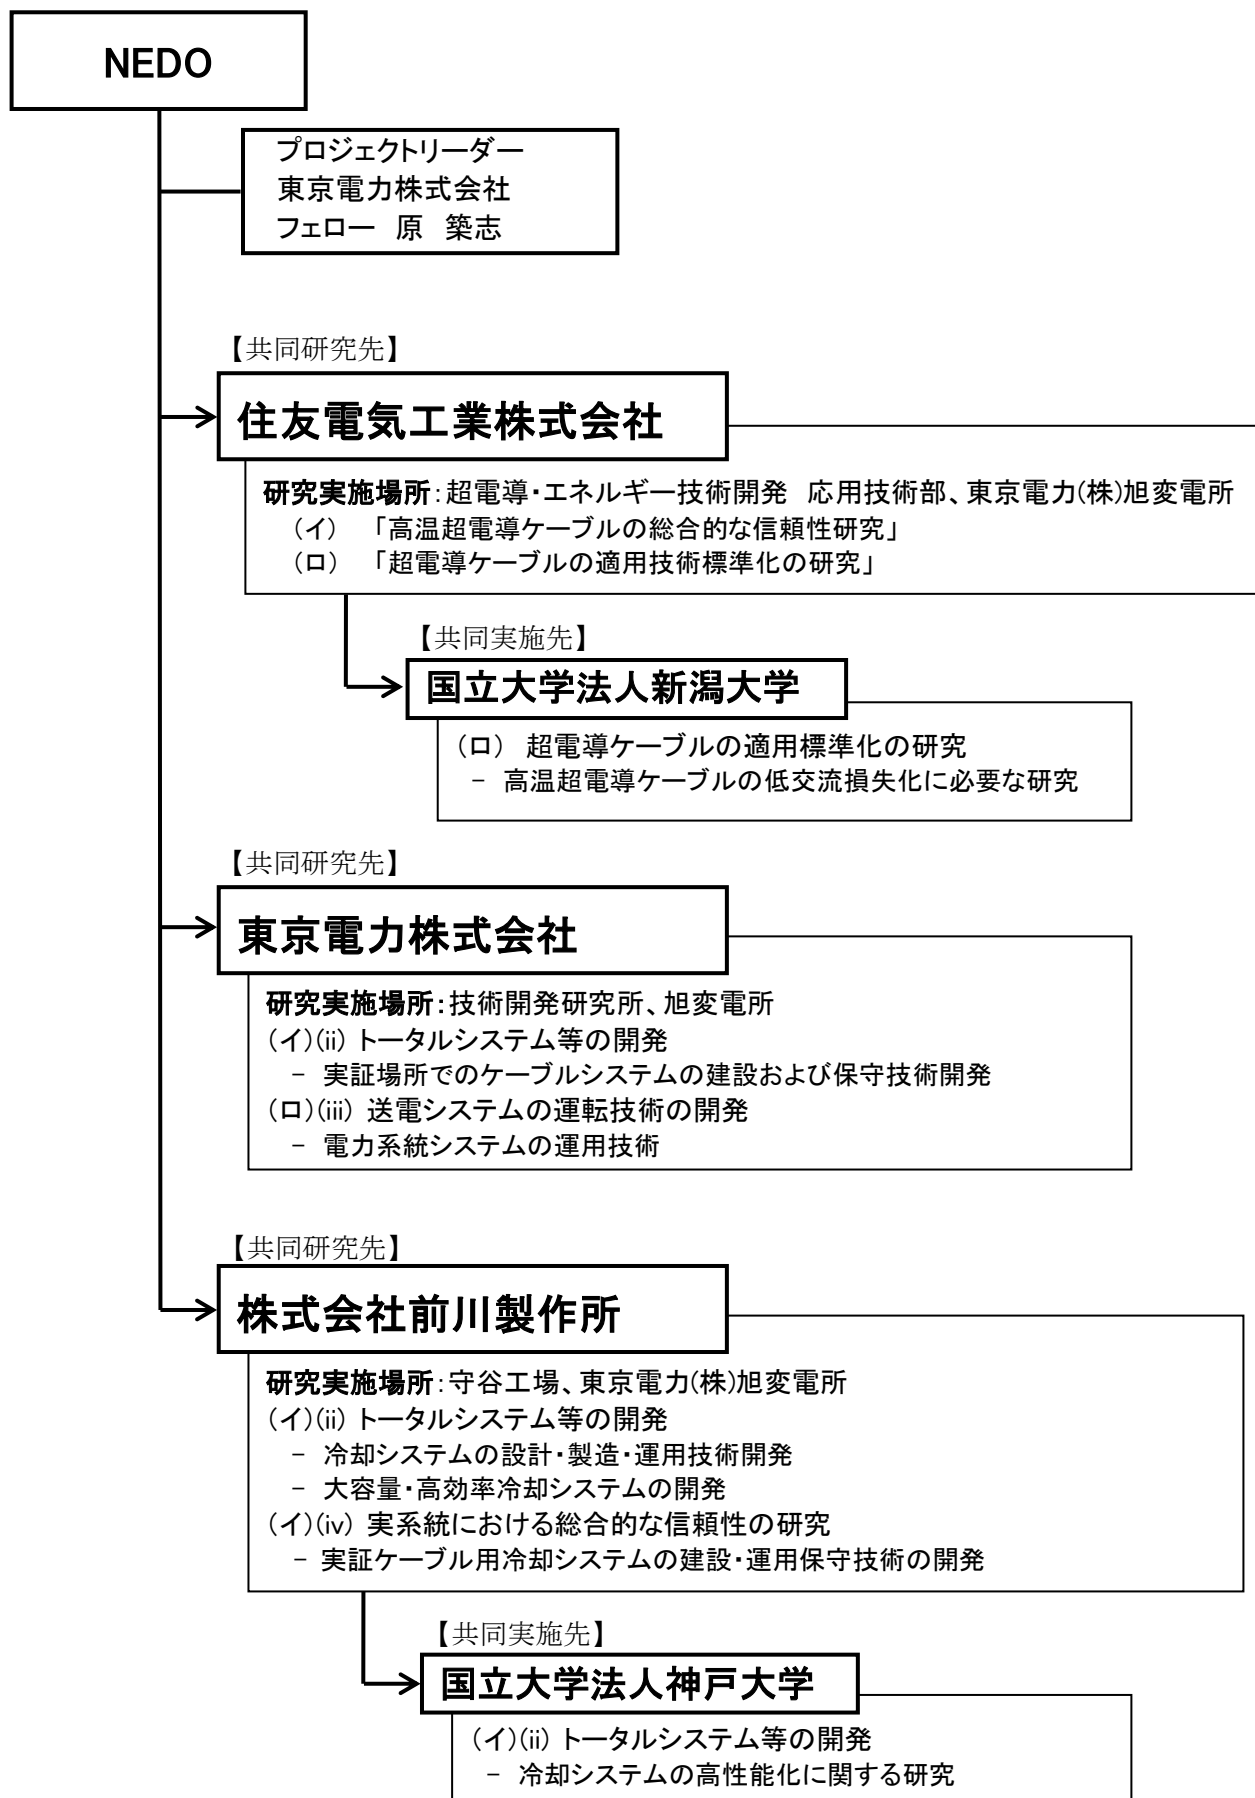 NEDO
プロジェクトリーダー
東京電力株式会社
フェロー 原 築志
【共同研究先】
住友電気工業株式会社
研究実施場所:超電導・エネルギー技術開発 応用技術部、東京電力(株)旭変電所
(イ) 「高温超電導ケーブルの総合的な信頼性研究」
(ロ) 「超電導ケーブルの適用技術標準化の研究」
【共同実施先】
国立大学法人新潟大学
(ロ) 超電導ケーブルの適用標準化の研究
- 高温超電導ケーブルの低交流損失化に必要な研究
【共同研究先】
東京電力株式会社
研究実施場所:技術開発研究所、旭変電所
(イ)(ii) トータルシステム等の開発
- 実証場所でのケーブルシステムの建設および保守技術開発
(ロ)(iii) 送電システムの運転技術の開発
- 電力系統システムの運用技術
【共同研究先】
株式会社前川製作所
研究実施場所:守谷工場、東京電力(株)旭変電所
(イ)(ii) トータルシステム等の開発
- 冷却システムの設計・製造・運用技術開発
- 大容量・高効率冷却システムの開発
(イ)(iv) 実系統における総合的な信頼性の研究
- 実証ケーブル用冷却システムの建設・運用保守技術の開発
【共同実施先】
国立大学法人神戸大学
(イ)(ii) トータルシステム等の開発
- 冷却システムの高性能化に関する研究